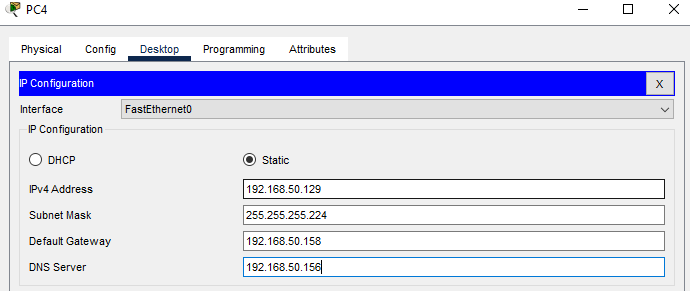 PC4
Physical Config Desktop Programming Attributes
IP Configuration X
Interface FastEthernet0
IP Configuration
DHCP Static
IPv4 Address 192.168.50.129
Subnet Mask 255.255.255.224
Default Gateway 192.168.50.158
DNS Server 192.168.50.156